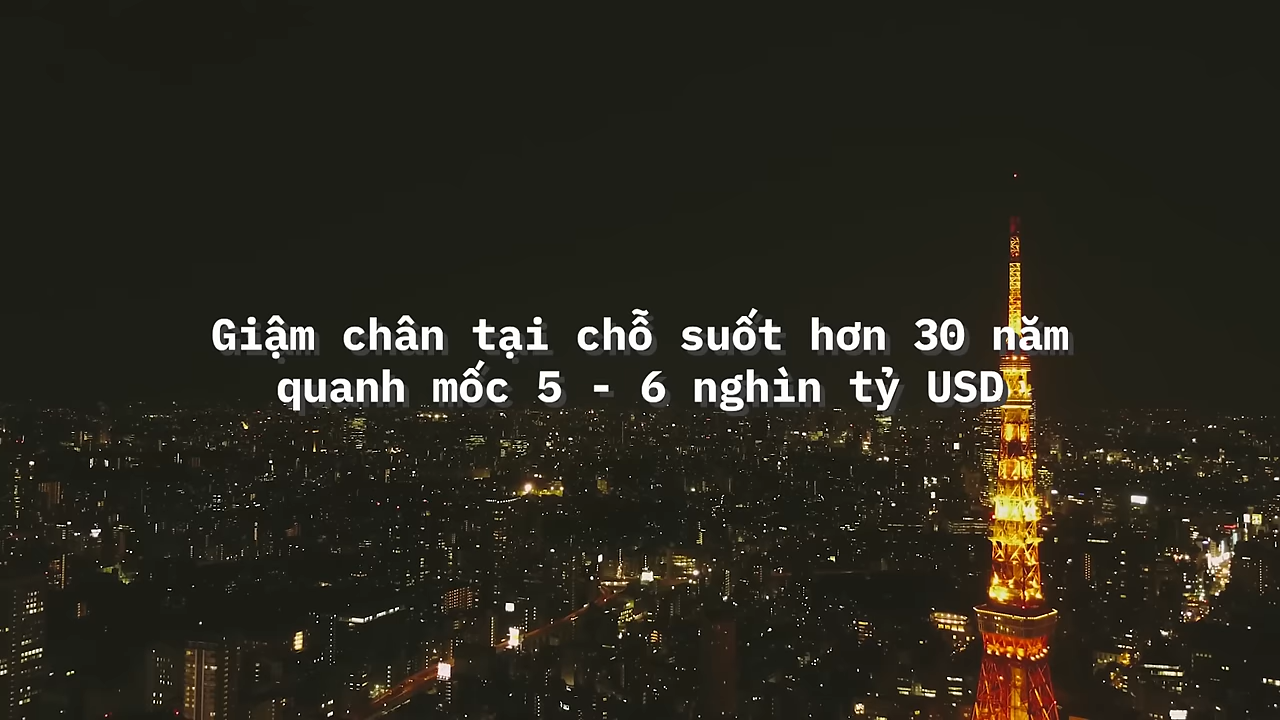 Giậm chân tại chỗ suốt hơn 30 năm
quanh mốc 5 - 6 nghìn tỷ USD